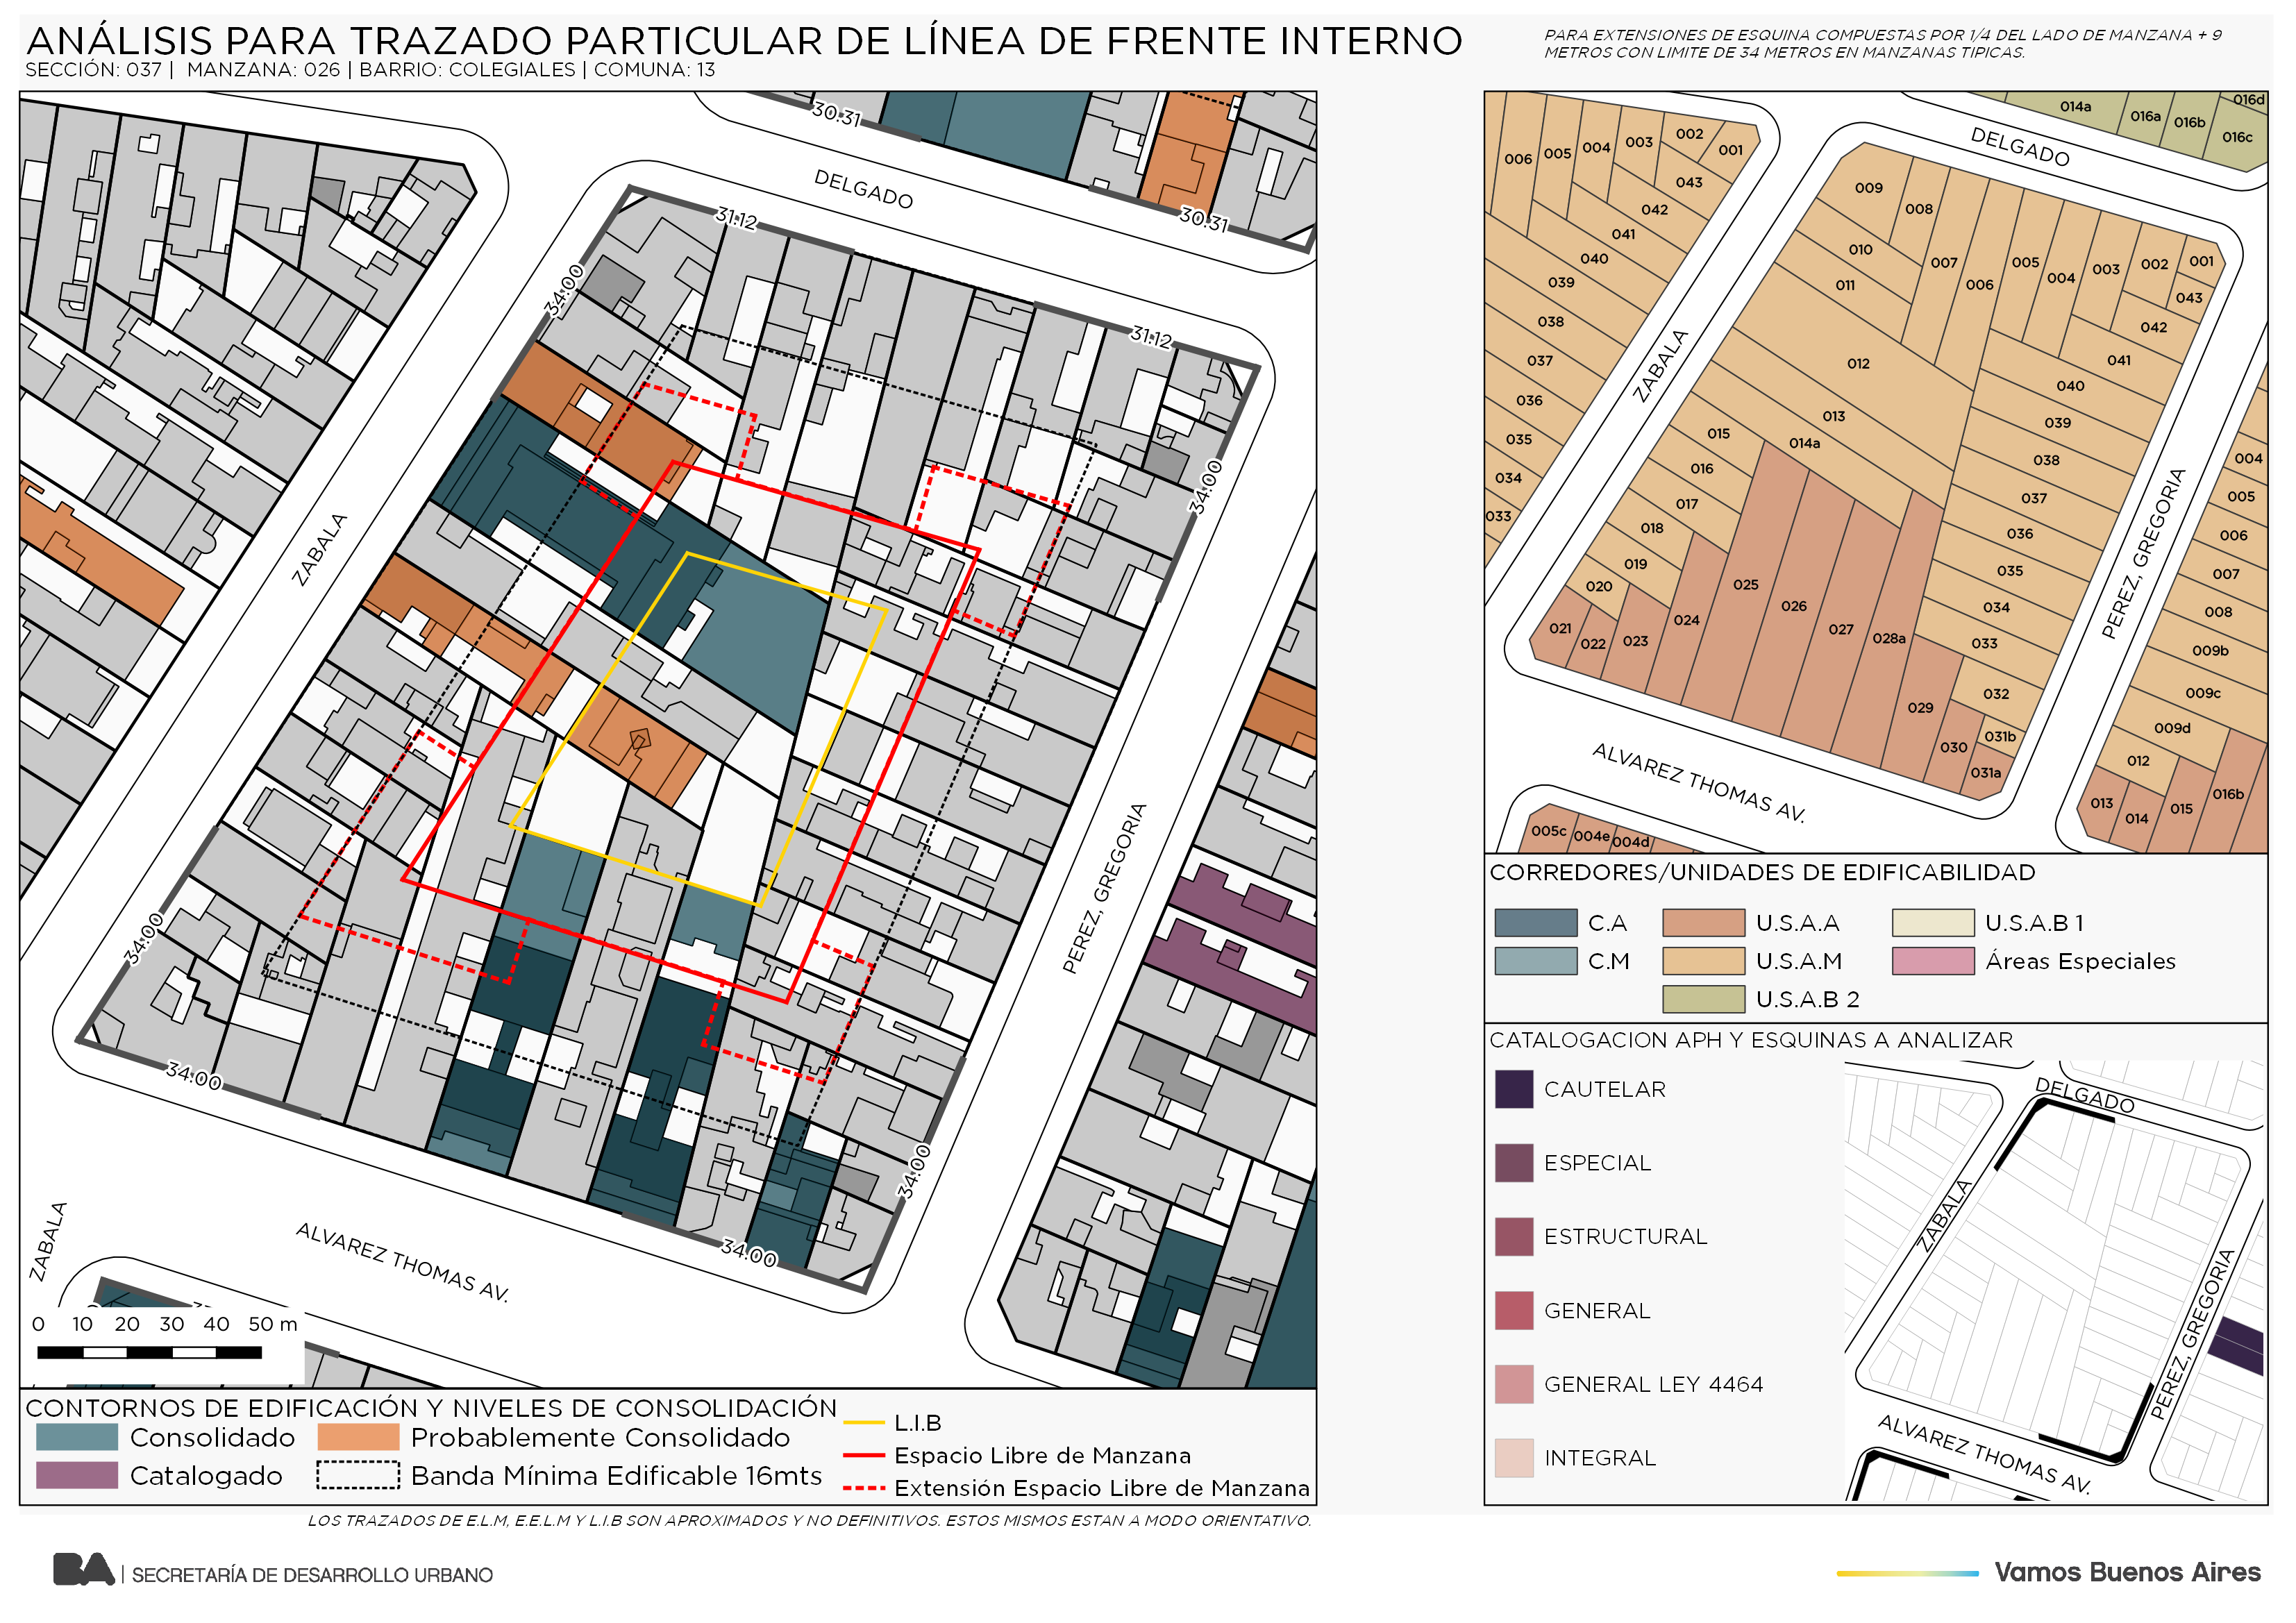 ANÁLISIS PARA TRAZADO PARTICULAR DE LÍNEA DE FRENTE INTERNO
SECCIÓN: 037 | MANZANA: 026 | BARRIO: COLEGIALES | COMUNA: 13
PARA EXTENSIONES DE ESQUINA COMPUESTAS POR 1/4 DEL LADO DE MANZANA + 9
METROS CON LIMITE DE 34 METROS EN MANZANAS TIPICAS.
30.31
30.31
DELGADO
31.12
31.12
34.00
34.00
ZABALA
PEREZ, GREGORIA
34.00
34.00
34.00
34.00
ALVAREZ THOMAS AV.
ZABALA
0 10 20 30 40 50 m
CONTORNOS DE EDIFICACIÓN Y NIVELES DE CONSOLIDACIÓN
Consolidado
Probablemente Consolidado
Catalogado
Banda Mínima Edificable 16mts
L.I.B
Espacio Libre de Manzana
Extensión Espacio Libre de Manzana
LOS TRAZADOS DE E.L.M, E.E.L.M Y L.I.B SON APROXIMADOS Y NO DEFINITIVOS. ESTOS MISMOS ESTAN A MODO ORIENTATIVO.
014a
016a
016b
016d
016c
DELGADO
006
005
004
003
002
001
043
042
041
040
039
038
037
036
035
034
033
009
008
007
006
005
004
003
002
001
043
042
041
040
039
038
037
036
035
034
033
032
031b
031a
030
029
028a
027
026
025
024
023
022
021
020
019
018
017
016
015
014a
013
012
011
010
ZABALA
PEREZ, GREGORIA
ALVAREZ THOMAS AV.
004
005
006
007
008
009b
009c
009d
012
013
014
015
016b
005c
004e
004d
CORREDORES/UNIDADES DE EDIFICABILIDAD
C.A
U.S.A.A
U.S.A.B 1
C.M
U.S.A.M
Áreas Especiales
U.S.A.B 2
CATALOGACION APH Y ESQUINAS A ANALIZAR
CAUTELAR
ESPECIAL
ESTRUCTURAL
GENERAL
GENERAL LEY 4464
INTEGRAL
DELGADO
ZABALA
PEREZ, GREGORIA
ALVAREZ THOMAS AV.
BA | SECRETARÍA DE DESARROLLO URBANO
Vamos Buenos Aires